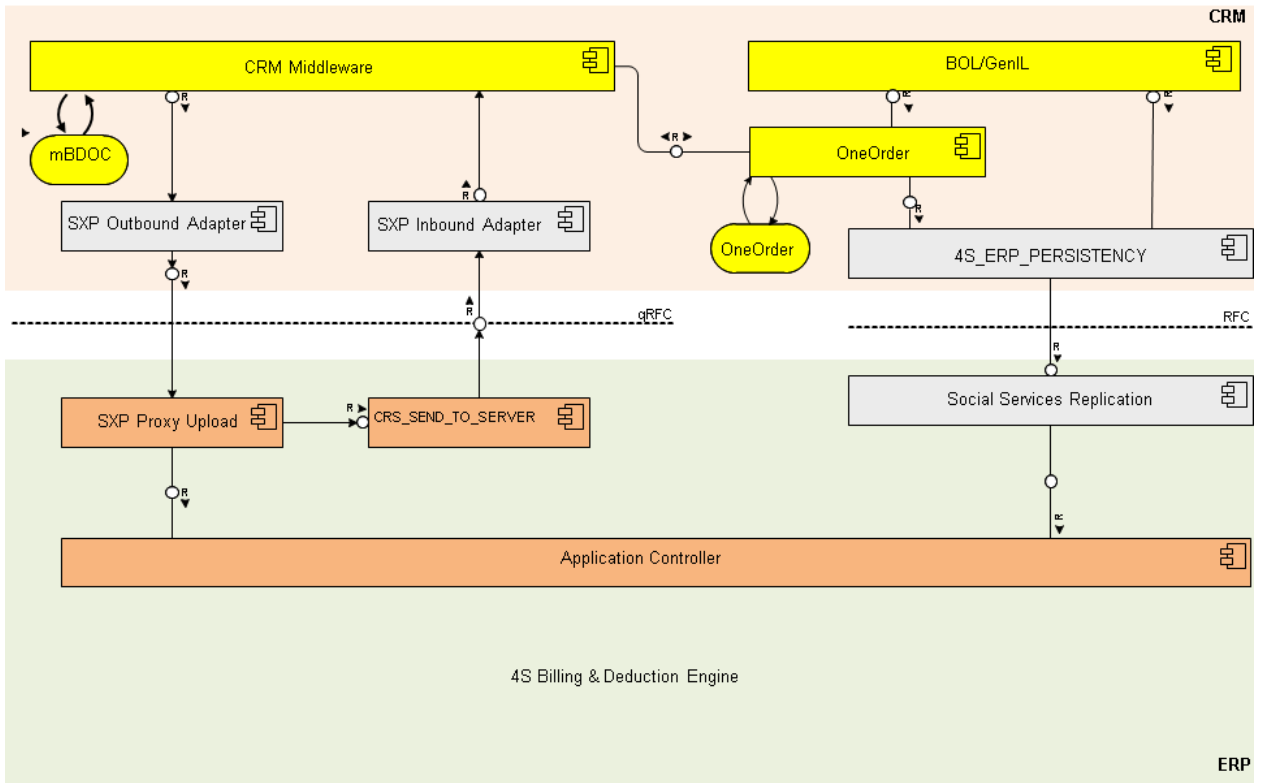 CRM
CRM Middleware
BOL/GenIL
R
R
R
◄R►
mBDOC
OneOrder
R
R
SXP Outbound Adapter
SXP Inbound Adapter
OneOrder
4S_ERP_PERSISTENCY
R
R
qRFC
RFC
R
R
SXP Proxy Upload
CRS_SEND_TO_SERVER
Social Services Replication
R
R
Application Controller
4S Billing & Deduction Engine
ERP